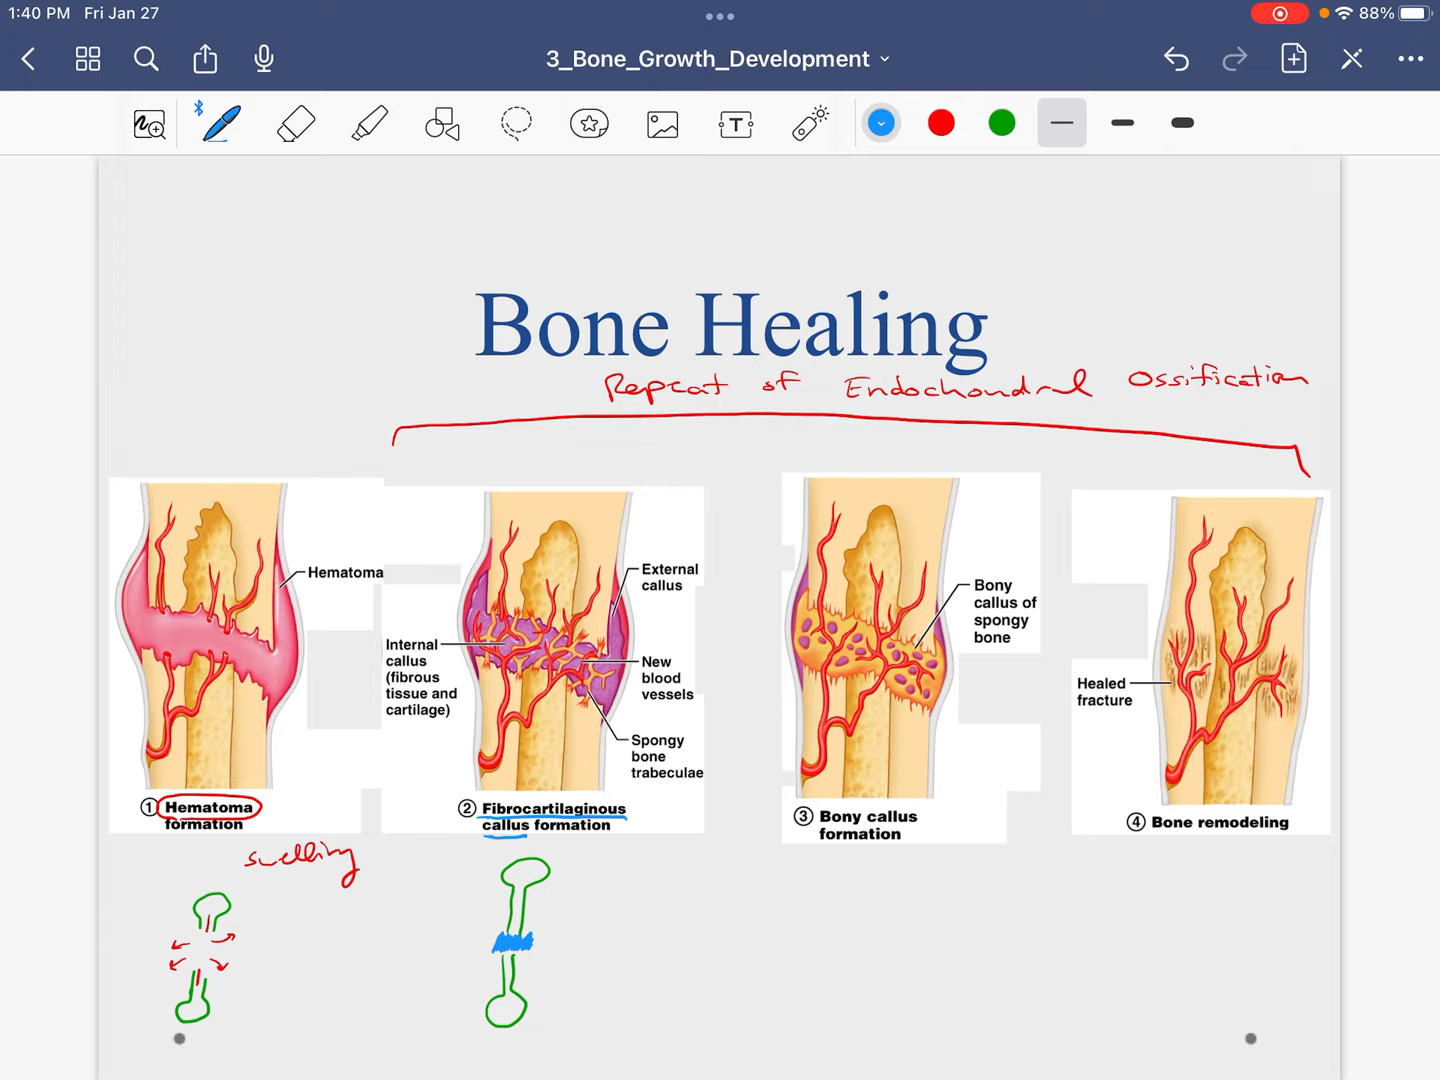 1:40 PM Fri Jan 27
88%
3_Bone_Growth_Development
T
Bone Healing
Repeat of Endochondral Ossification
Hematoma
① Hematoma
formation
External
callus
Internal
callus
(fibrous
tissue and
cartilage)
New
blood
vessels
Spongy
bone
trabeculae
② Fibrocartilaginous
callus formation
Bony
callus of
spongy
bone
③ Bony callus
formation
Healed
fracture
④ Bone remodeling
swelling